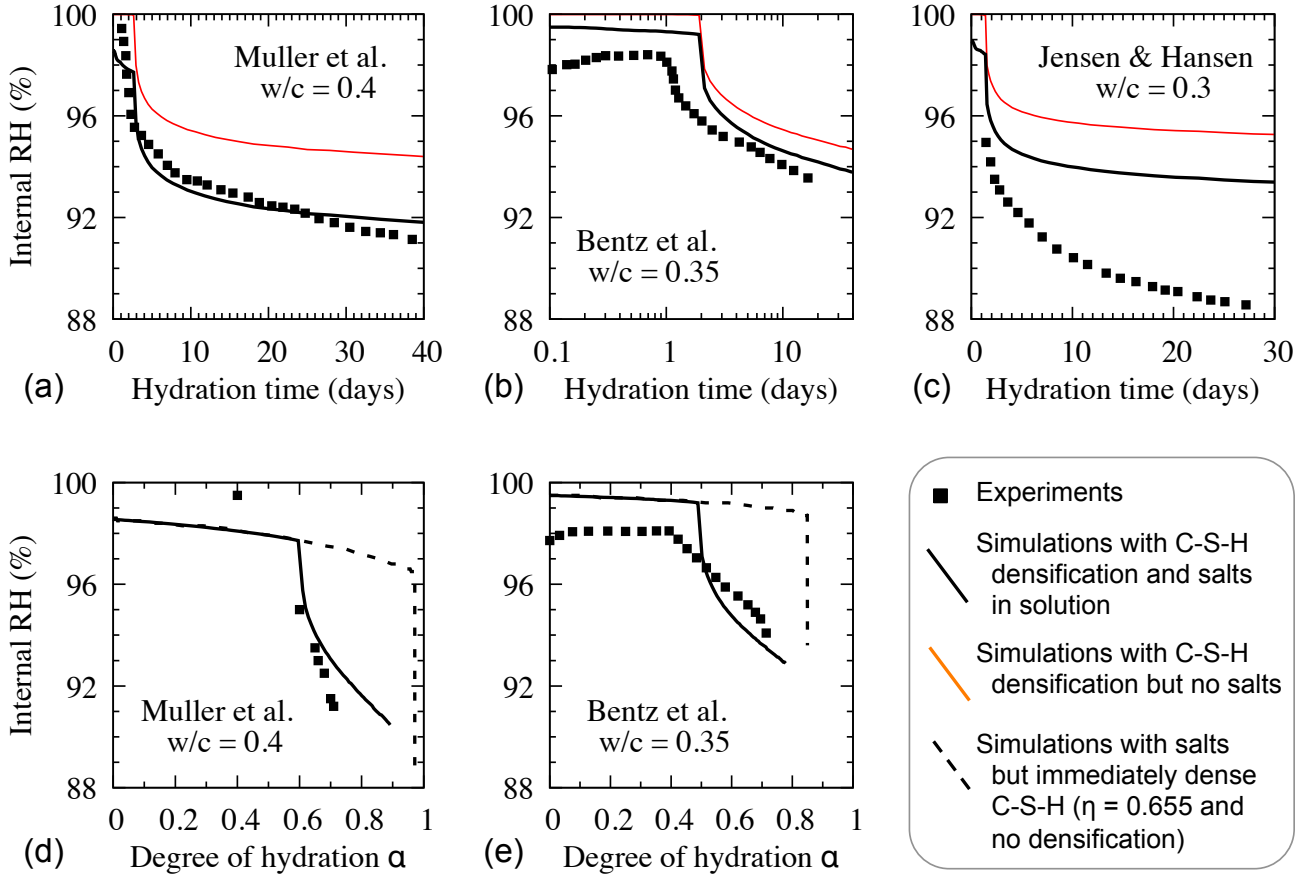 100
98
96
94
92
90
88
Internal RH (%)
Muller et al.
w/c = 0.4
0 10 20 30 40
(a) Hydration time (days)
100
96
92
88
Bentz et al.
w/c = 0.35
0.1 1 10
(b) Hydration time (days)
100
96
92
88
Jensen & Hansen
w/c = 0.3
0 10 20 30
(c) Hydration time (days)
100
96
92
88
Internal RH (%)
Muller et al.
w/c = 0.4
0 0.2 0.4 0.6 0.8 1
(d) Degree of hydration α
100
96
92
88
Bentz et al.
w/c = 0.35
0 0.2 0.4 0.6 0.8 1
(e) Degree of hydration α
Experiments
Simulations with C-S-H
densification and salts
in solution
Simulations with C-S-H
densification but no salts
Simulations with salts
but immediately dense
C-S-H (η = 0.655 and
no densification)